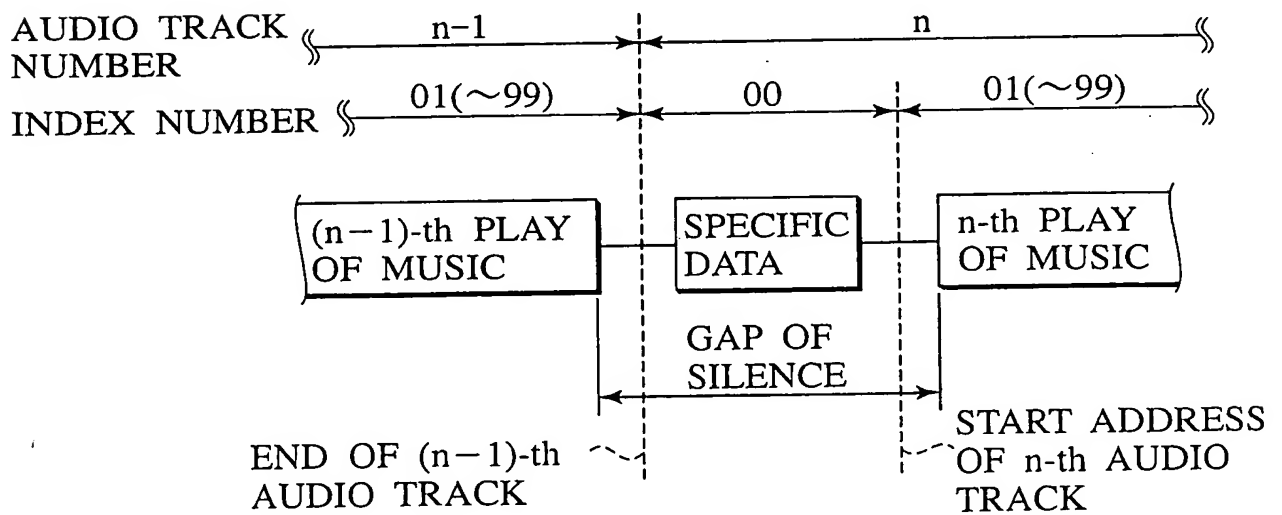 AUDIO TRACK
NUMBER
n−1
n
INDEX NUMBER
01(~99)
00
01(~99)
(n−1)-th PLAY
OF MUSIC
SPECIFIC
DATA
n-th PLAY
OF MUSIC
GAP OF
SILENCE
END OF (n−1)-th
AUDIO TRACK
START ADDRESS
OF n-th AUDIO
TRACK